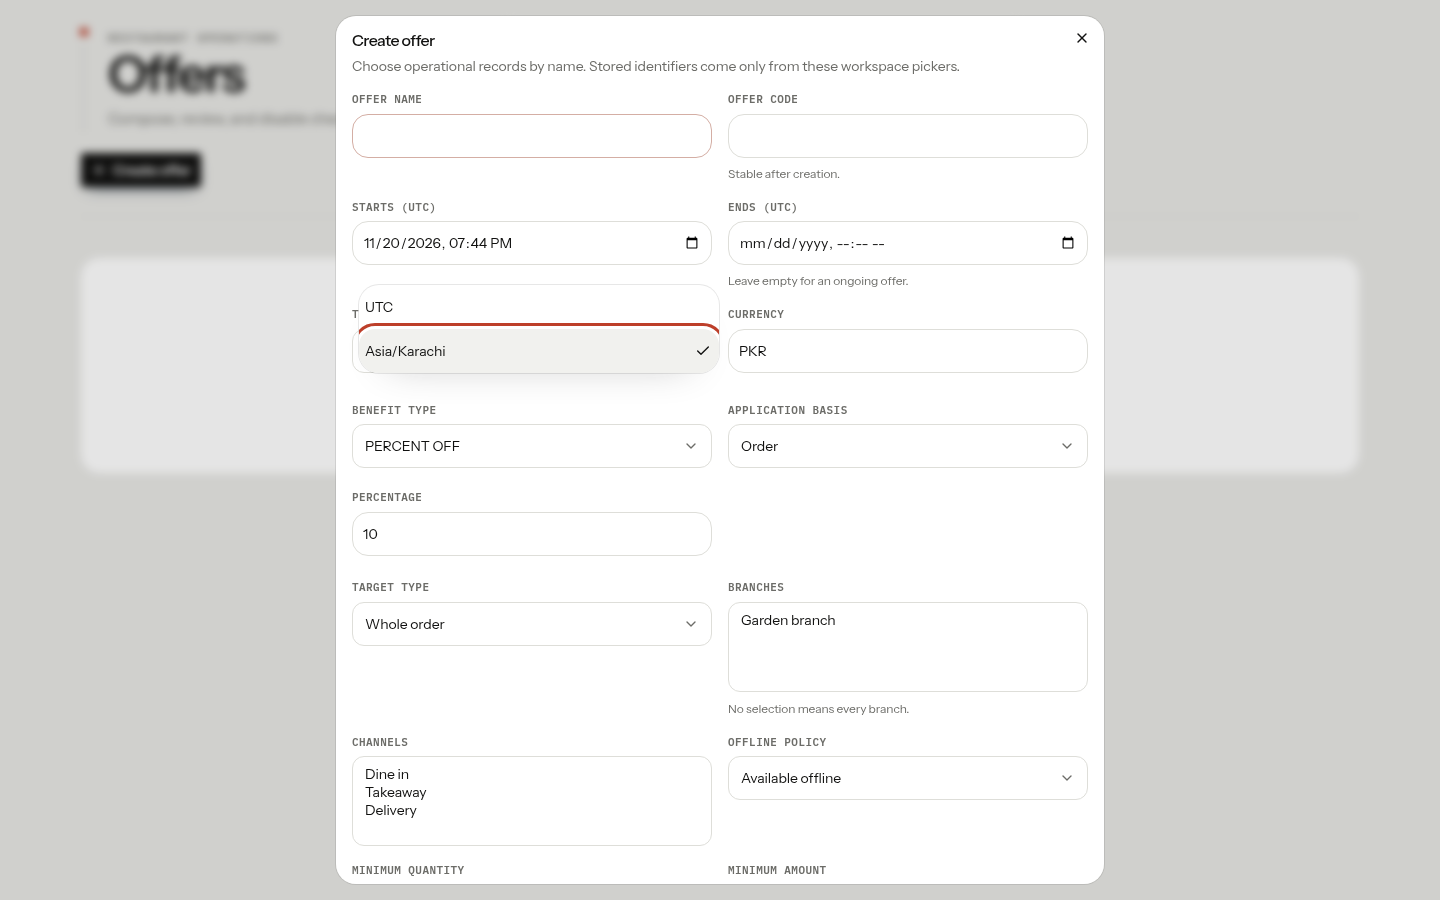 RESTAURANT OPERATIONS
Offers
Create offer
Create offer
Choose operational records by name. Stored identifiers come only from these workspace pickers.
OFFER NAME
OFFER CODE
Stable after creation.
STARTS (UTC)
ENDS (UTC)
11/20/2026, 07:44 PM
mm/dd/yyyy, --:-- --
Leave empty for an ongoing offer.
UTC
T
CURRENCY
Asia/Karachi
PKR
BENEFIT TYPE
APPLICATION BASIS
PERCENT OFF
Order
PERCENTAGE
10
TARGET TYPE
BRANCHES
Whole order
Garden branch
No selection means every branch.
CHANNELS
OFFLINE POLICY
Dine in
Takeaway
Delivery
Available offline
MINIMUM QUANTITY
MINIMUM AMOUNT